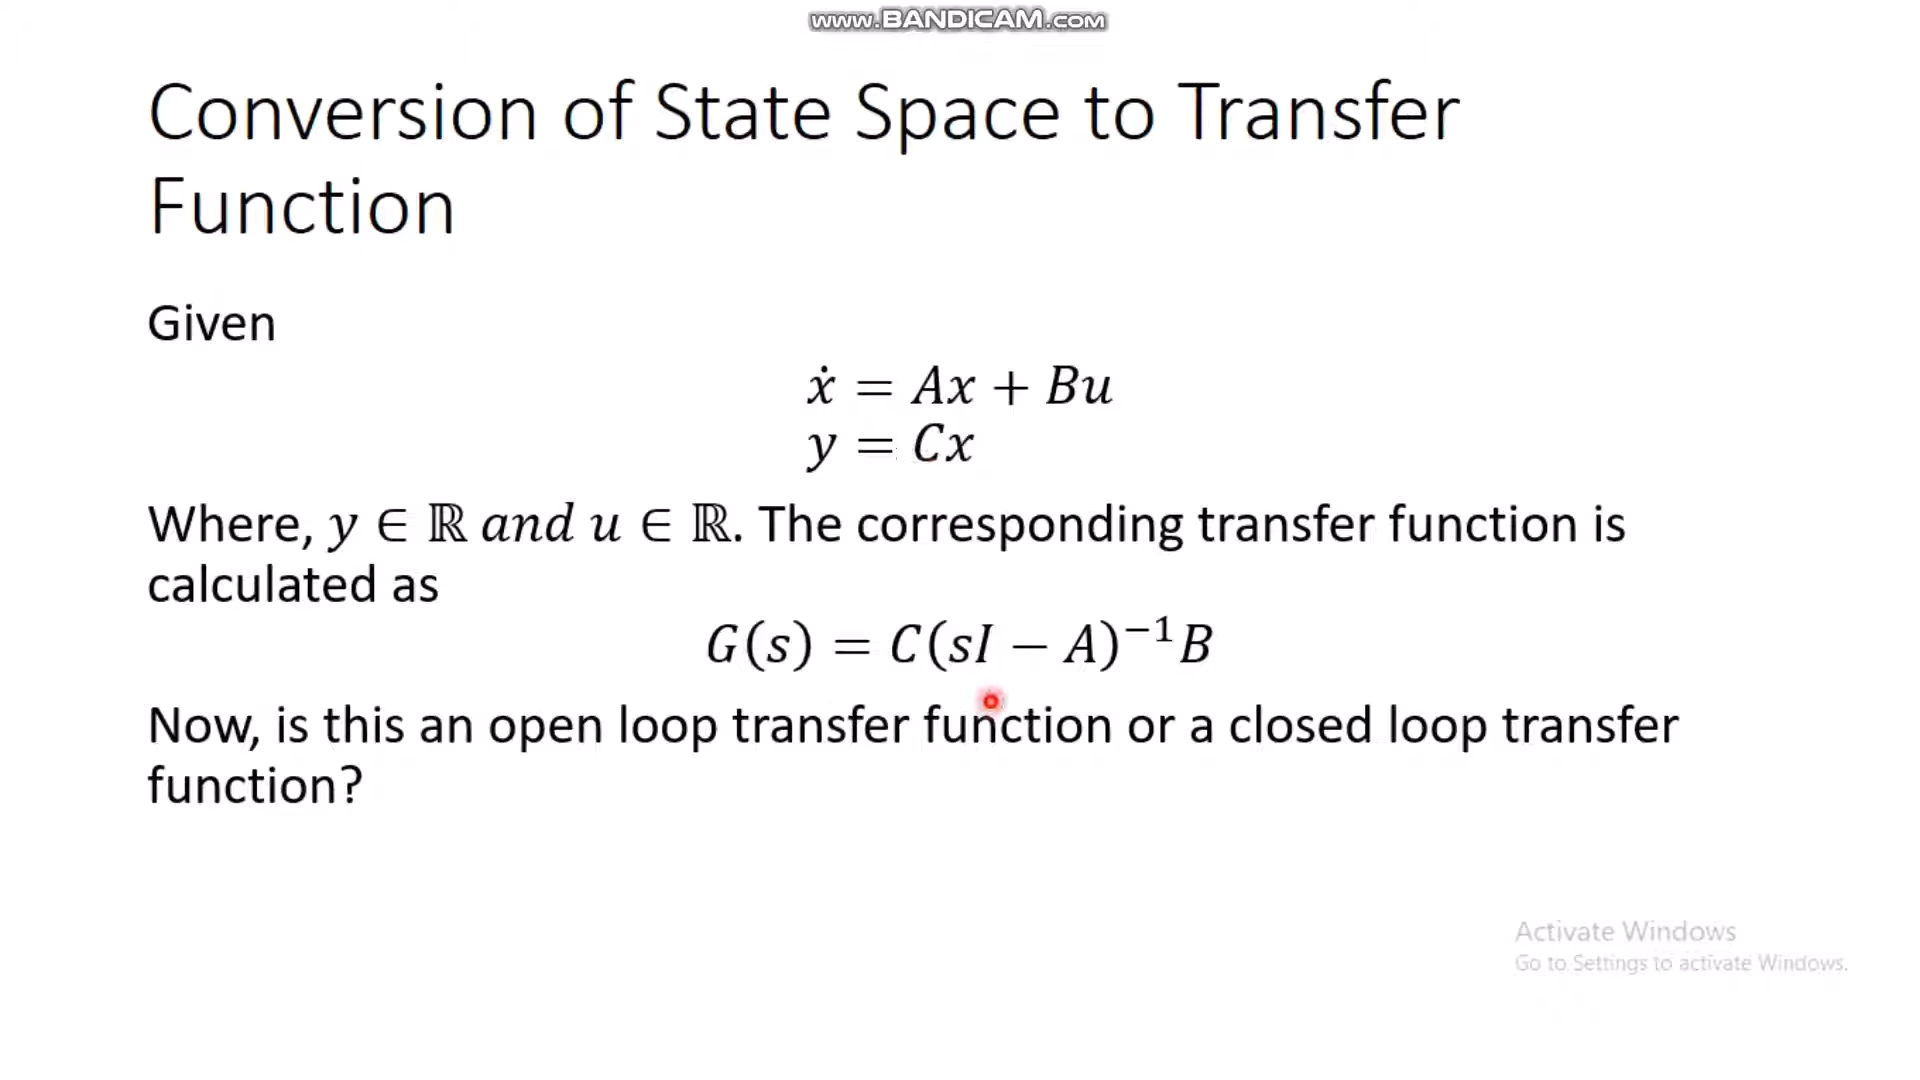 www.BANDICAM.com
Conversion of State Space to Transfer
Function
Given
ẋ = Ax + Bu
y = Cx
Where, y ∈ ℝ and u ∈ ℝ. The corresponding transfer function is
calculated as
G(s) = C(sI − A)⁻¹B
Now, is this an open loop transfer function or a closed loop transfer
function?
Activate Windows
Go to Settings to activate Windows.